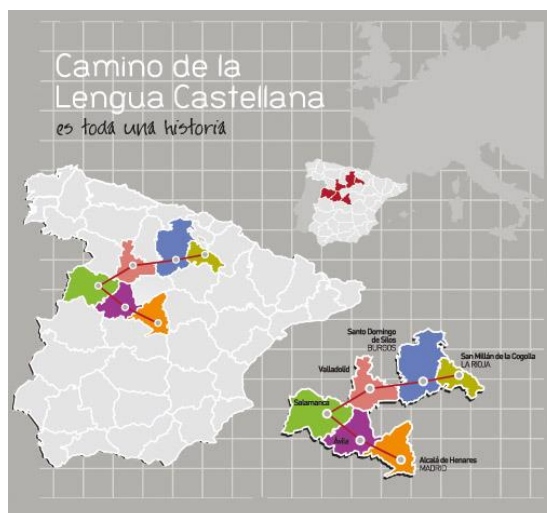 Camino de la
Lengua Castellana
es toda una historia
Santo Domingo
de Silos
BURGOS
San Millán de la Cogolla
LA RIOJA
Valladolid
Salamanca
Ávila
Alcalá de Henares
MADRID